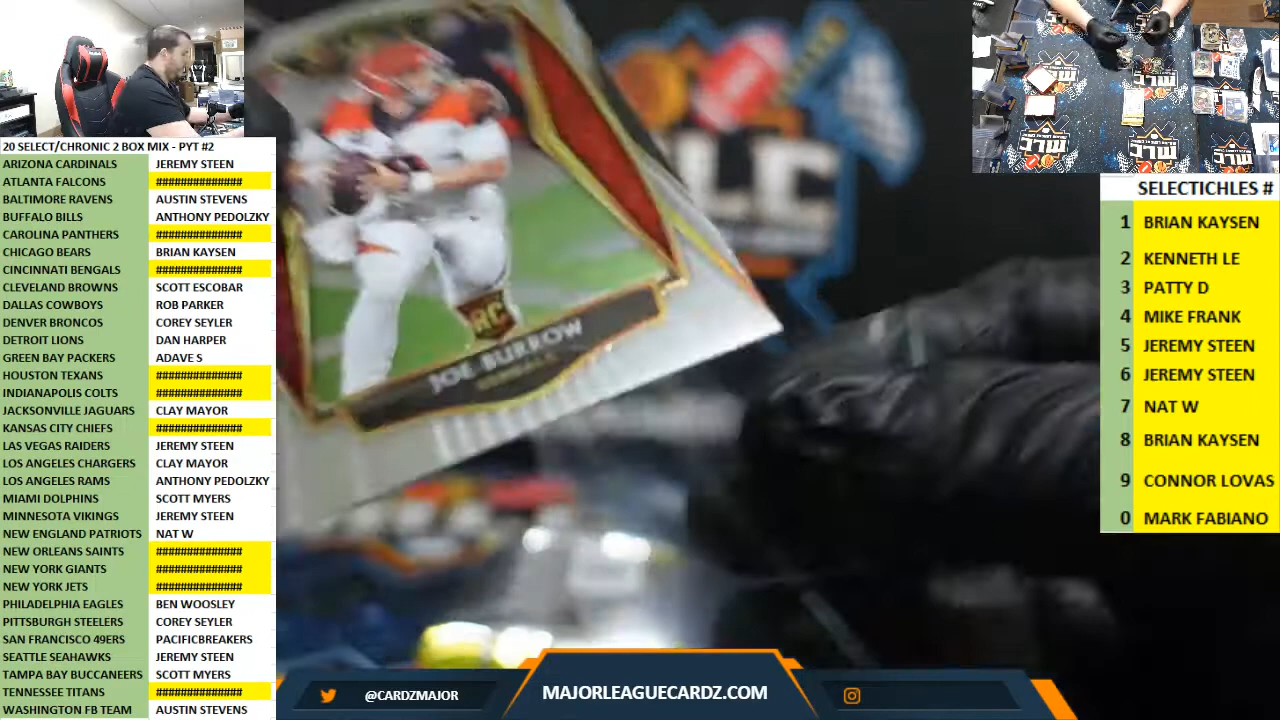 20 SELECT/CHRONIC 2 BOX MIX - PYT #2
ARIZONA CARDINALS JEREMY STEEN
ATLANTA FALCONS ##############
BALTIMORE RAVENS AUSTIN STEVENS
BUFFALO BILLS ANTHONY PEDOLZKY
CAROLINA PANTHERS ##############
CHICAGO BEARS BRIAN KAYSEN
CINCINNATI BENGALS ##############
CLEVELAND BROWNS SCOTT ESCOBAR
DALLAS COWBOYS ROB PARKER
DENVER BRONCOS COREY SEYLER
DETROIT LIONS DAN HARPER
GREEN BAY PACKERS ADAVE S
HOUSTON TEXANS ##############
INDIANAPOLIS COLTS ##############
JACKSONVILLE JAGUARS CLAY MAYOR
KANSAS CITY CHIEFS ##############
LAS VEGAS RAIDERS JEREMY STEEN
LOS ANGELES CHARGERS CLAY MAYOR
LOS ANGELES RAMS ANTHONY PEDOLZKY
MIAMI DOLPHINS SCOTT MYERS
MINNESOTA VIKINGS JEREMY STEEN
NEW ENGLAND PATRIOTS NAT W
NEW ORLEANS SAINTS ##############
NEW YORK GIANTS ##############
NEW YORK JETS ##############
PHILADELPHIA EAGLES BEN WOOSLEY
PITTSBURGH STEELERS COREY SEYLER
SAN FRANCISCO 49ERS PACIFICBREAKERS
SEATTLE SEAHAWKS JEREMY STEEN
TAMPA BAY BUCCANEERS SCOTT MYERS
TENNESSEE TITANS ##############
WASHINGTON FB TEAM AUSTIN STEVENS
RC
JOE BURROW
LC
SELECTICHLES #
1 BRIAN KAYSEN
2 KENNETH LE
3 PATTY D
4 MIKE FRANK
5 JEREMY STEEN
6 JEREMY STEEN
7 NAT W
8 BRIAN KAYSEN
9 CONNOR LOVAS
0 MARK FABIANO
@CARDZMAJOR
MAJORLEAGUECARDZ.COM